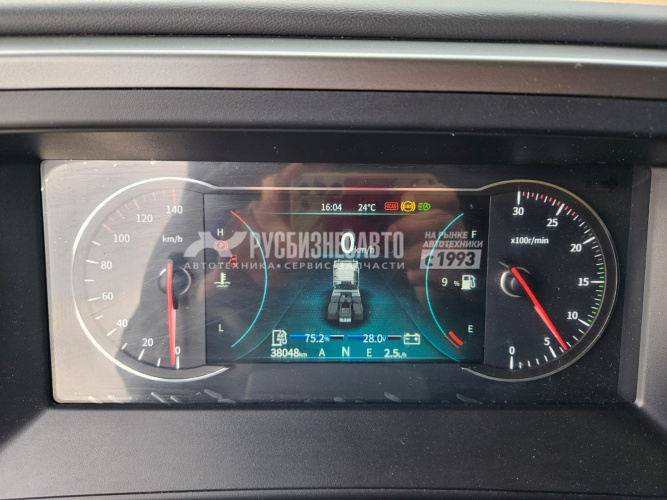 16:04 24°C
120 140
100
80
60
40
20
0
km/h
H
L
0 km/h
РУСБИЗНЕСАВТО
АВТОТЕХНИКА • СЕРВИС • ЗАПЧАСТИ
НА РЫНКЕ
АВТОТЕХНИКИ
С 1993
F
9 %
E
75.2% 28.0V
38048km A N E 2.5L/h
30 25
20
15
10
5
0
x100r/min